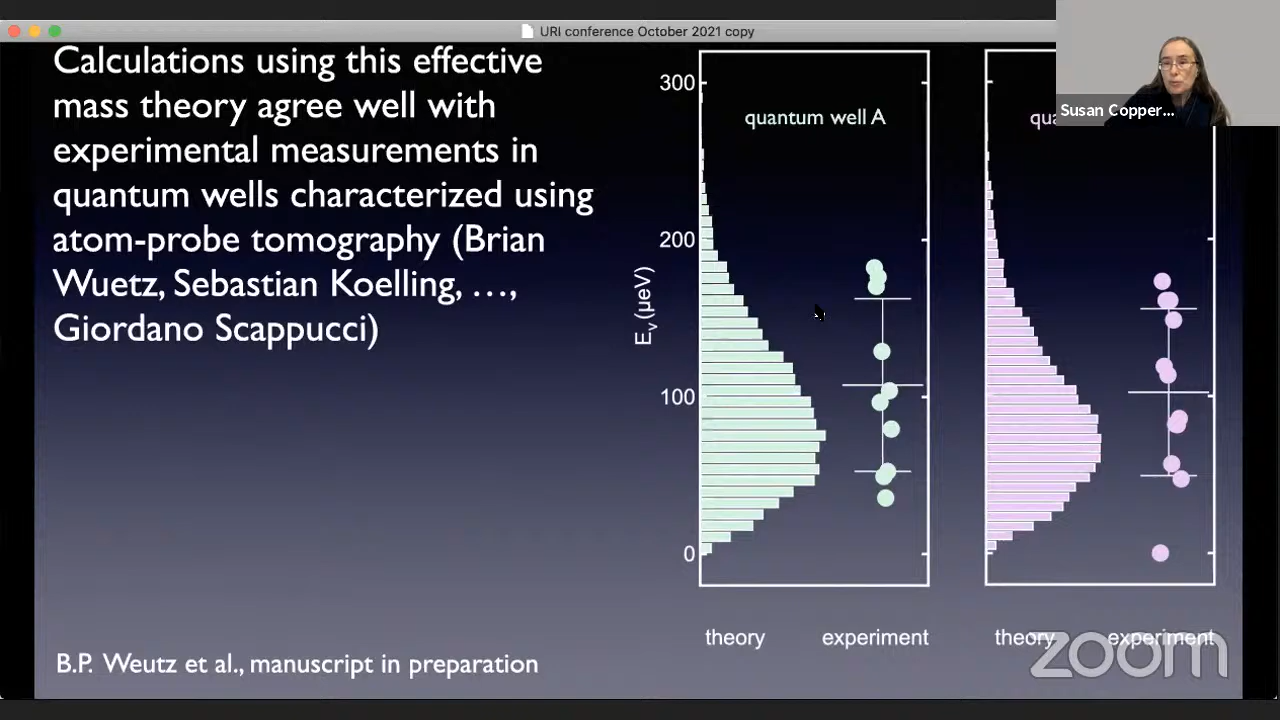 URI conference October 2021 copy
Calculations using this effective
mass theory agree well with
experimental measurements in
quantum wells characterized using
atom-probe tomography (Brian
Wuetz, Sebastian Koelling, …,
Giordano Scappucci)
B.P. Weutz et al., manuscript in preparation
300
200
100
0
Eᵥ (μeV)
quantum well A
qua
theory
experiment
theory
experiment
Susan Copper...
zoom